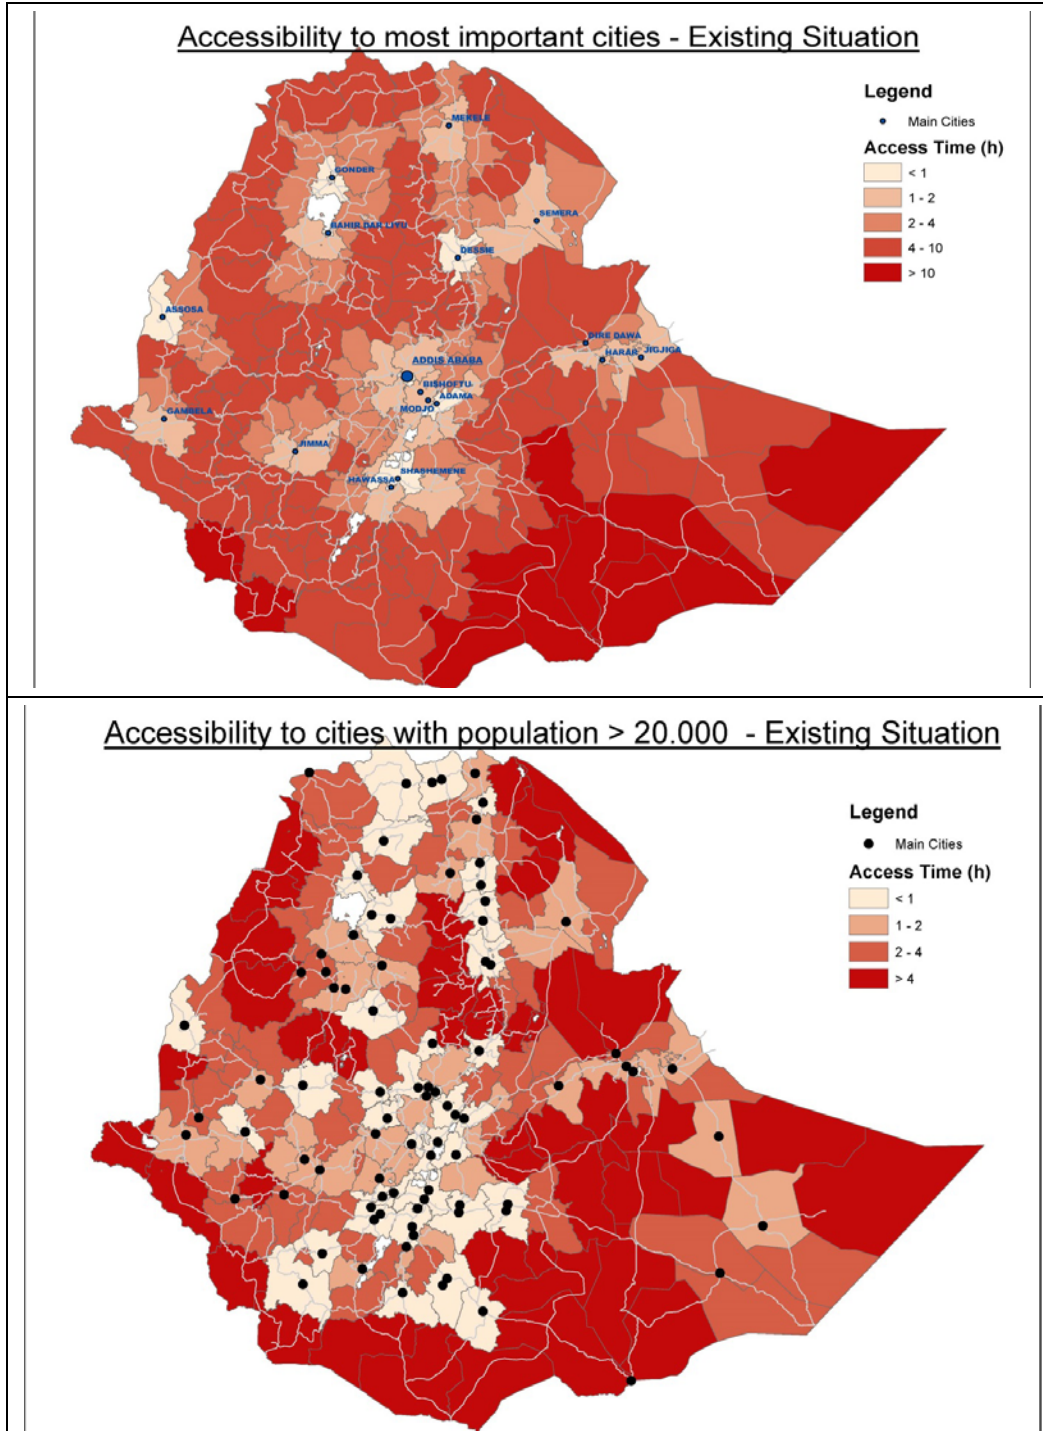 Accessibility to most important cities - Existing Situation
Legend
Main Cities
Access Time (h)
< 1
1 - 2
2 - 4
4 - 10
> 10
MEKELE
GONDER
SEMERA
BAHIR DAR LIYU
DESSIE
ASSOSA
DIRE DAWA
HARAR
JIGJIGA
ADDIS ABABA
BISHOFTU
ADAMA
MODJO
GAMBELA
JIMMA
SHASHEMENE
HAWASSA
Accessibility to cities with population > 20.000 - Existing Situation
Legend
Main Cities
Access Time (h)
< 1
1 - 2
2 - 4
> 4